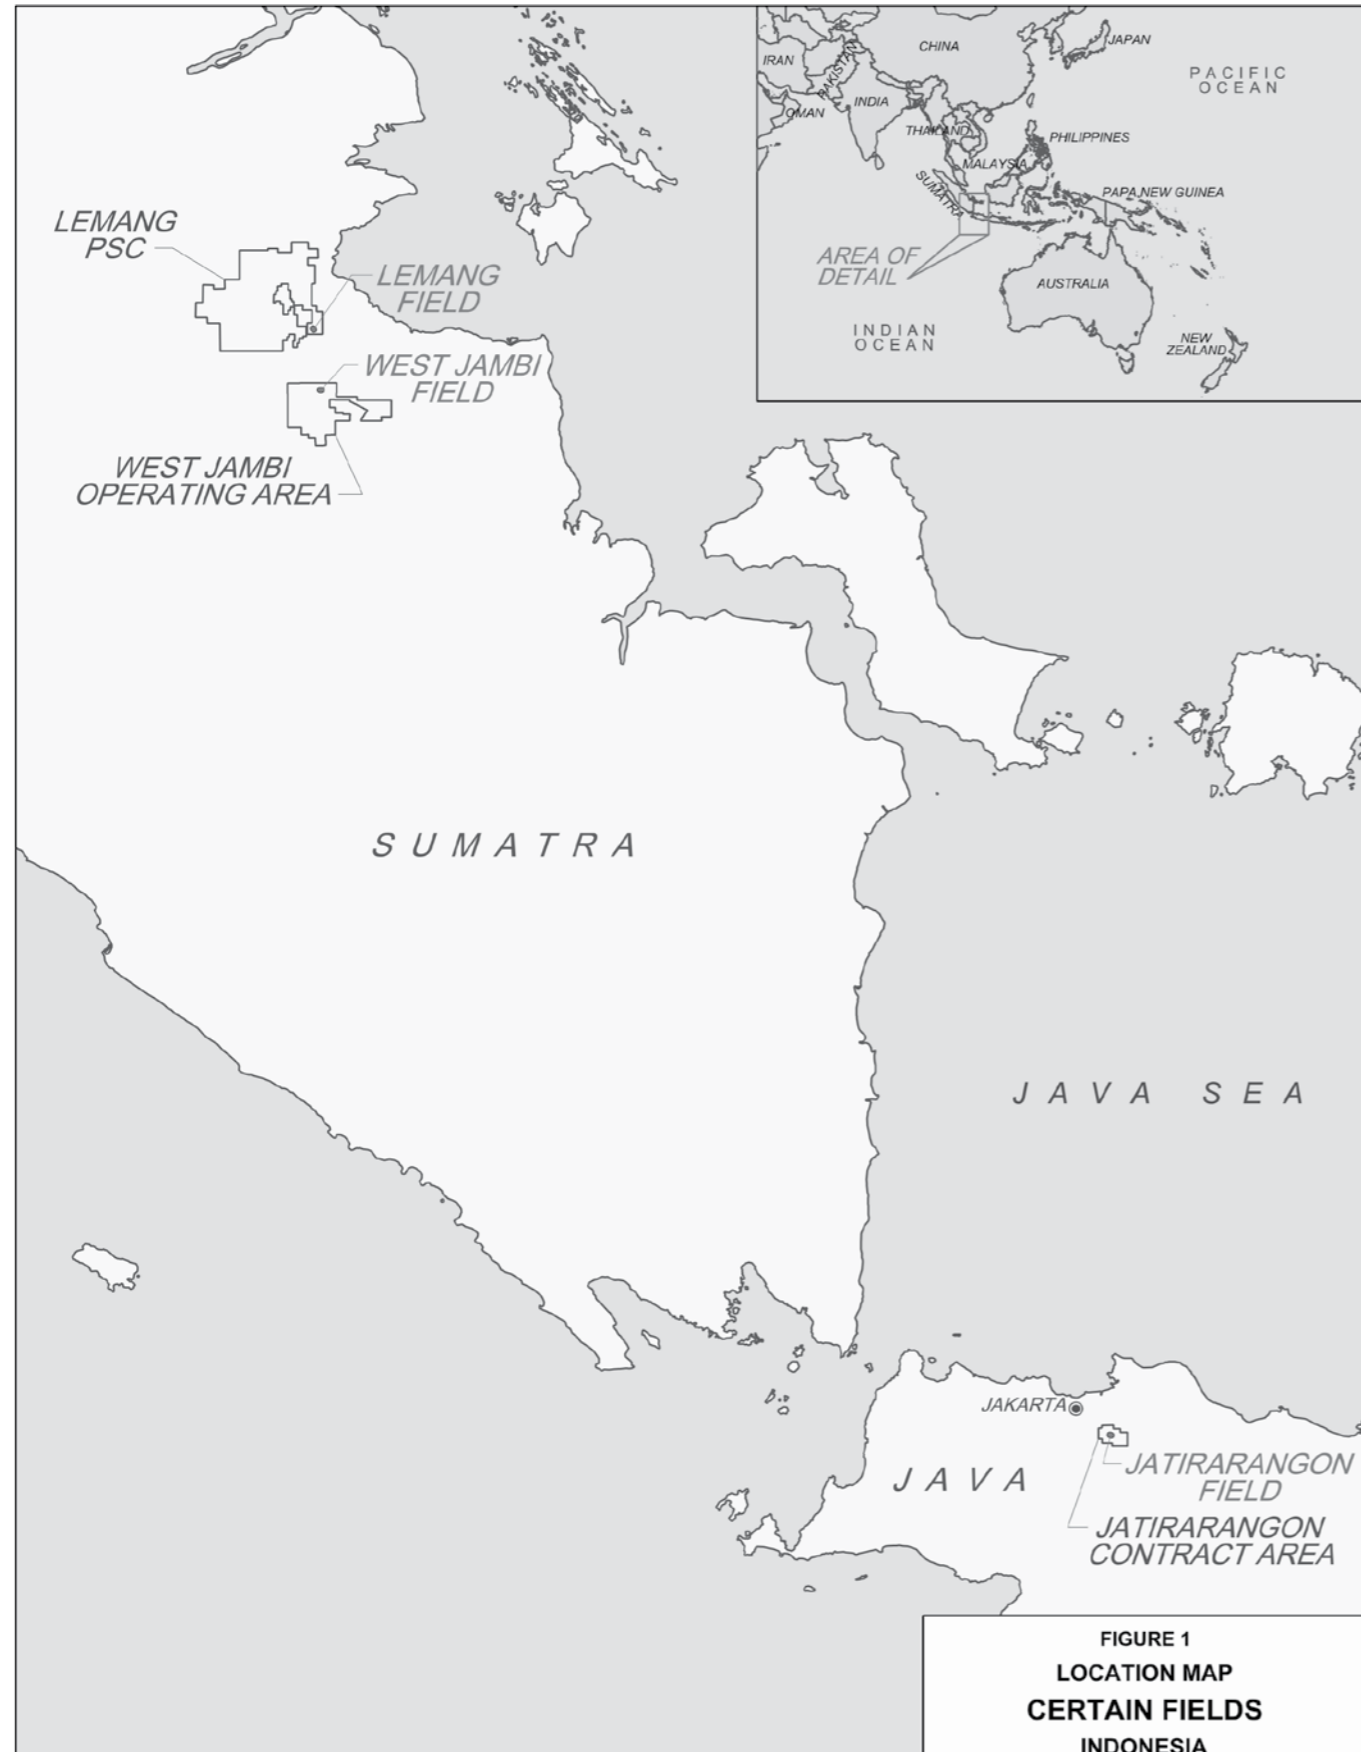 IRAN
PAKISTAN
CHINA
JAPAN
PACIFIC
OCEAN
OMAN
INDIA
THAILAND
PHILIPPINES
MALAYSIA
SUMATRA
PAPA NEW GUINEA
AREA OF
DETAIL
AUSTRALIA
INDIAN
OCEAN
NEW
ZEALAND
LEMANG
PSC
LEMANG
FIELD
WEST JAMBI
FIELD
WEST JAMBI
OPERATING AREA
SUMATRA
JAVA SEA
JAKARTA
JAVA
JATIRARANGON
FIELD
JATIRARANGON
CONTRACT AREA
FIGURE 1
LOCATION MAP
CERTAIN FIELDS
INDONESIA